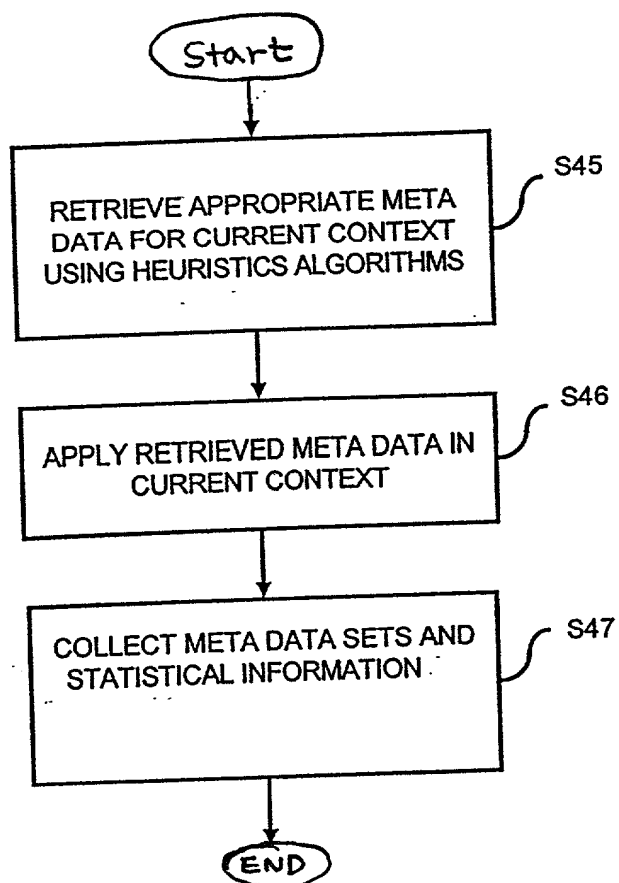 Start
RETRIEVE APPROPRIATE META
DATA FOR CURRENT CONTEXT
USING HEURISTICS ALGORITHMS
S45
APPLY RETRIEVED META DATA IN
CURRENT CONTEXT
S46
COLLECT META DATA SETS AND
STATISTICAL INFORMATION
S47
END